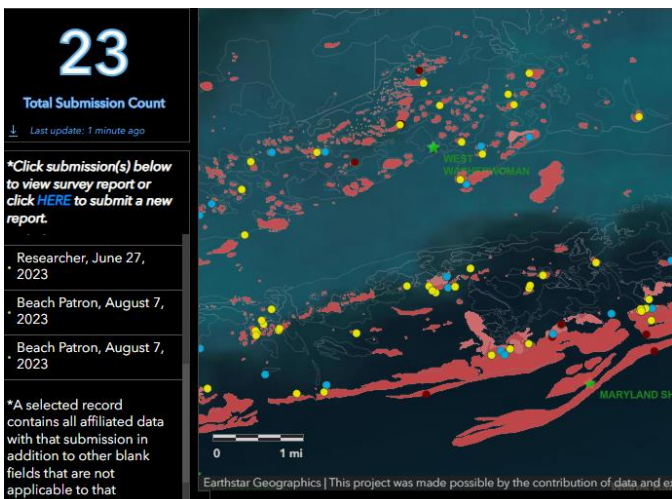 23
Total Submission Count
Last update: 1 minute ago
*Click submission(s) below
to view survey report or
click HERE to submit a new
report.
Researcher, June 27,
2023
Beach Patron, August 7,
2023
Beach Patron, August 7,
2023
*A selected record
contains all affiliated data
with that submission in
addition to other blank
fields that are not
applicable to that
WEST
WASHERWOMAN
MARYLAND SH
0 1 mi
Earthstar Geographics | This project was made possible by the contribution of data and e